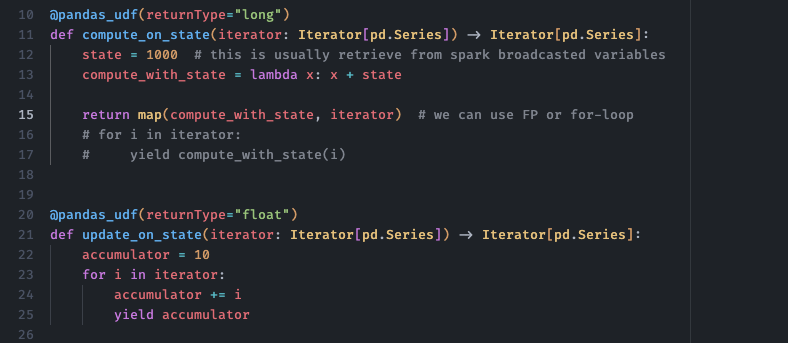 10 @pandas_udf(returnType="long")
11 def compute_on_state(iterator: Iterator[pd.Series]) -> Iterator[pd.Series]:
12     state = 1000  # this is usually retrieve from spark broadcasted variables
13     compute_with_state = lambda x: x + state
14
15     return map(compute_with_state, iterator)  # we can use FP or for-loop
16     # for i in iterator:
17     #     yield compute_with_state(i)
18
19
20 @pandas_udf(returnType="float")
21 def update_on_state(iterator: Iterator[pd.Series]) -> Iterator[pd.Series]:
22     accumulator = 10
23     for i in iterator:
24         accumulator += i
25         yield accumulator
26